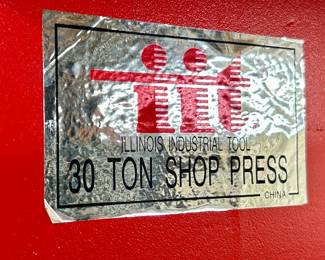 iit
ILLINOIS INDUSTRIAL TOOL
30 TON SHOP PRESS
CHINA